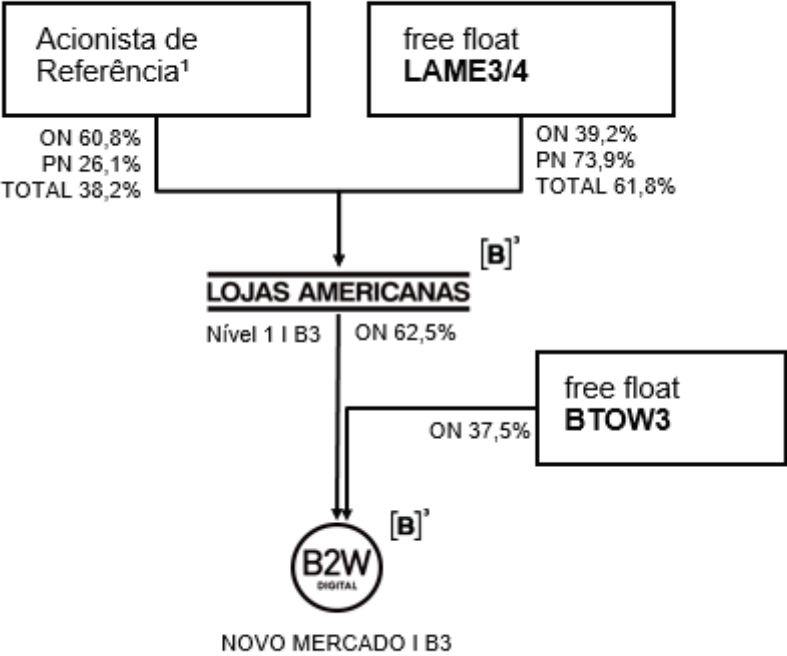 Acionista de
Referência¹
free float
LAME3/4
ON 60,8%
PN 26,1%
TOTAL 38,2%
ON 39,2%
PN 73,9%
TOTAL 61,8%
[B]³
LOJAS AMERICANAS
Nível 1 I B3
ON 62,5%
free float
BTOW3
ON 37,5%
[B]³
B2W
DIGITAL
NOVO MERCADO I B3